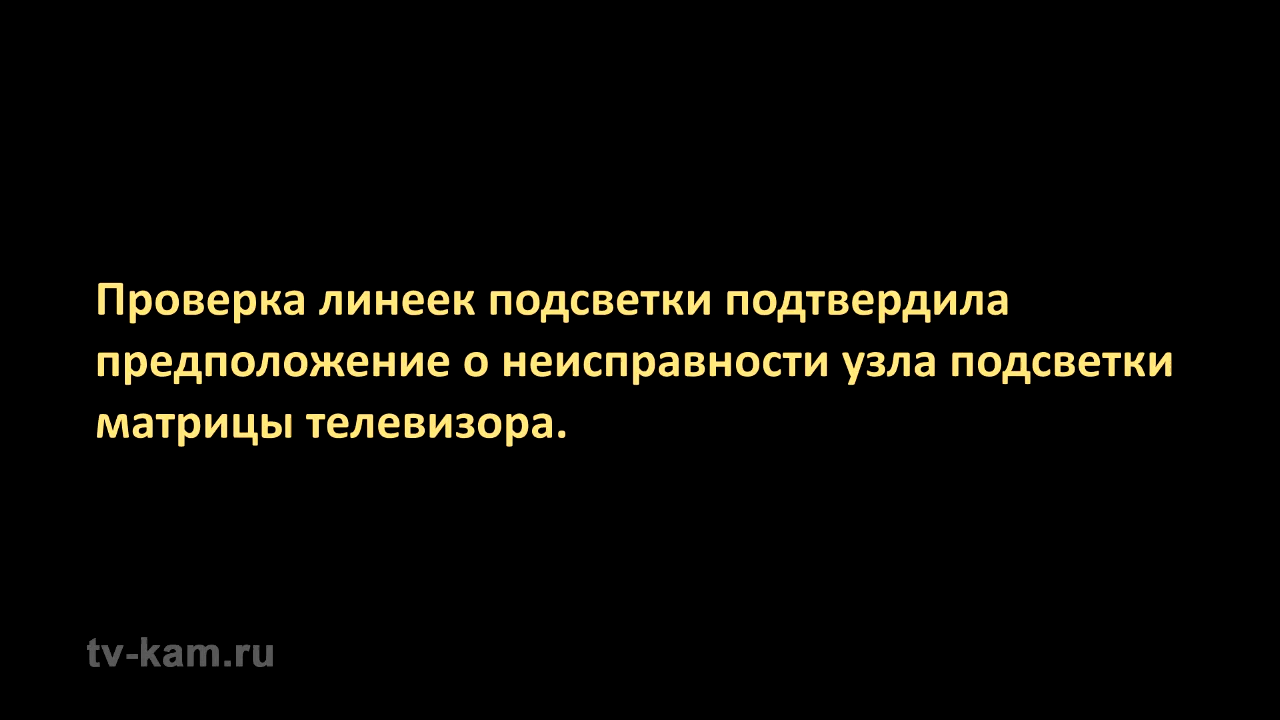 Проверка линеек подсветки подтвердила
предположение о неисправности узла подсветки
матрицы телевизора.
tv-kam.ru